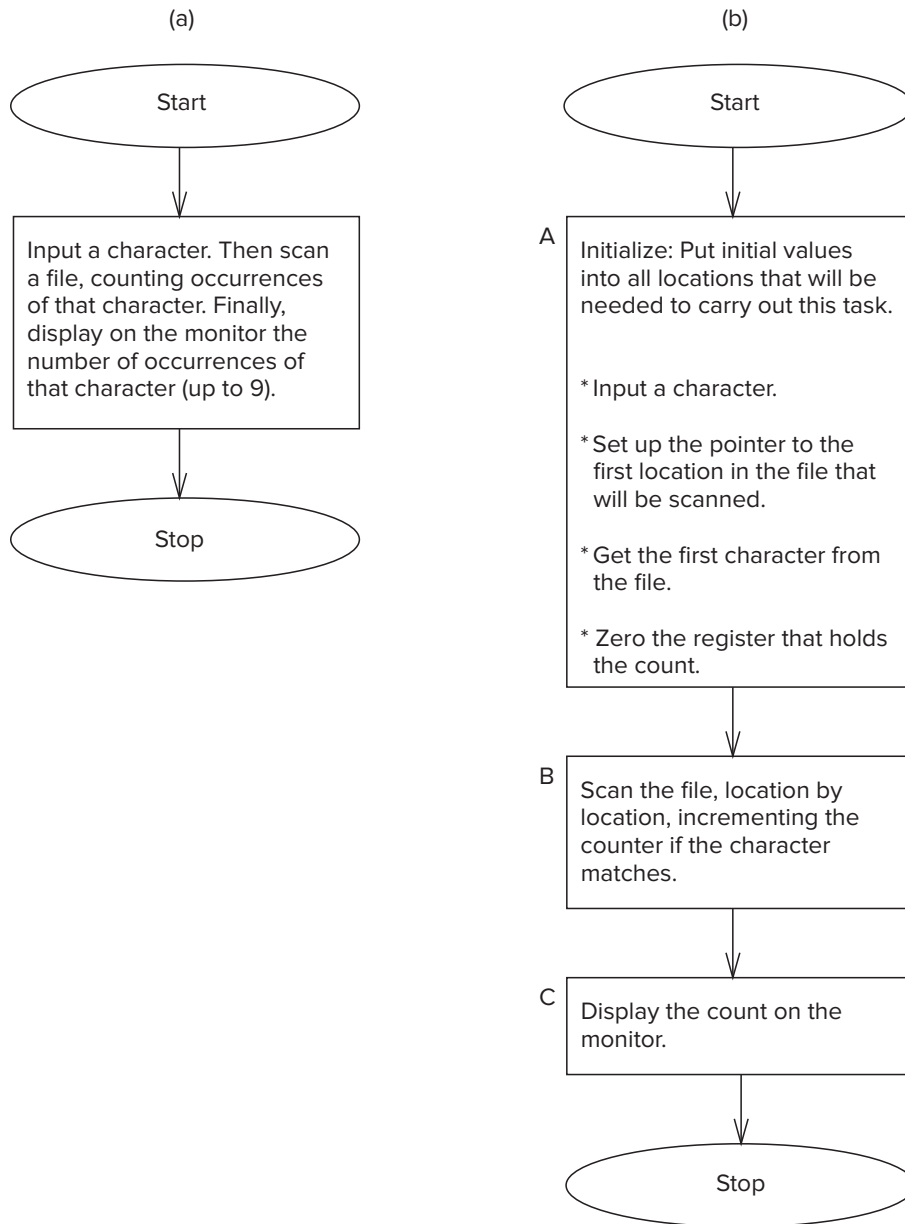 (a)
Start
Input a character. Then scan
a file, counting occurrences
of that character. Finally,
display on the monitor the
number of occurrences of
that character (up to 9).
Stop
(b)
Start
A
Initialize: Put initial values
into all locations that will be
needed to carry out this task.
* Input a character.
* Set up the pointer to the
first location in the file that
will be scanned.
* Get the first character from
the file.
* Zero the register that holds
the count.
B
Scan the file, location by
location, incrementing the
counter if the character
matches.
C
Display the count on the
monitor.
Stop